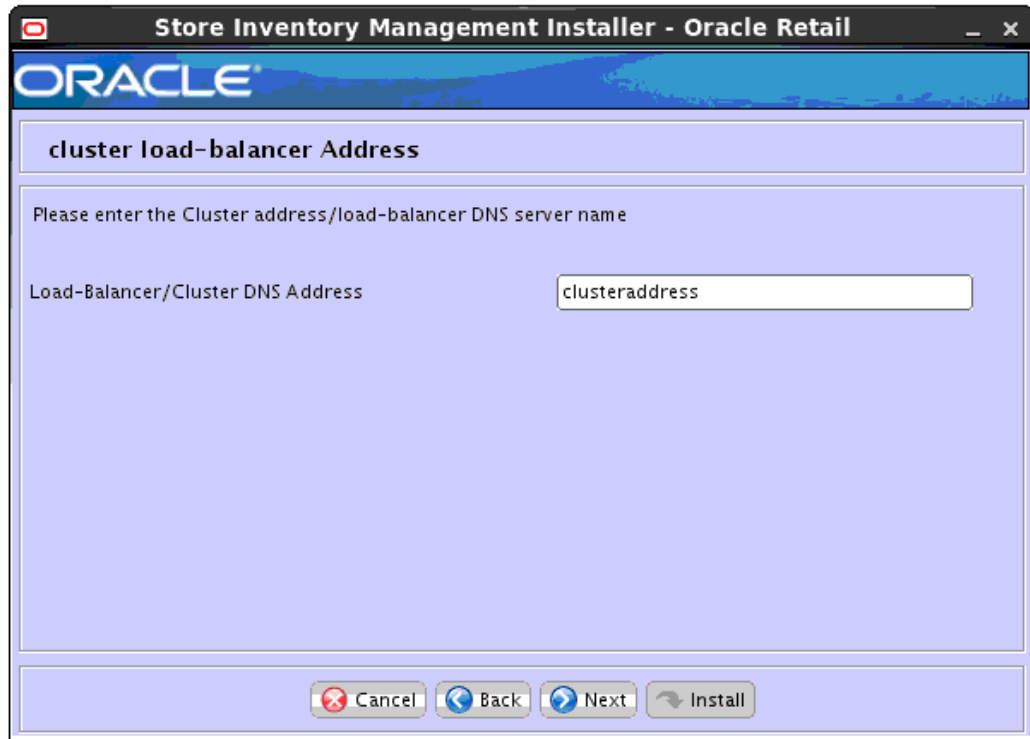 Store Inventory Management Installer - Oracle Retail
ORACLE
cluster load-balancer Address
Please enter the Cluster address/load-balancer DNS server name
Load-Balancer/Cluster DNS Address
clusteraddress
Cancel Back Next Install